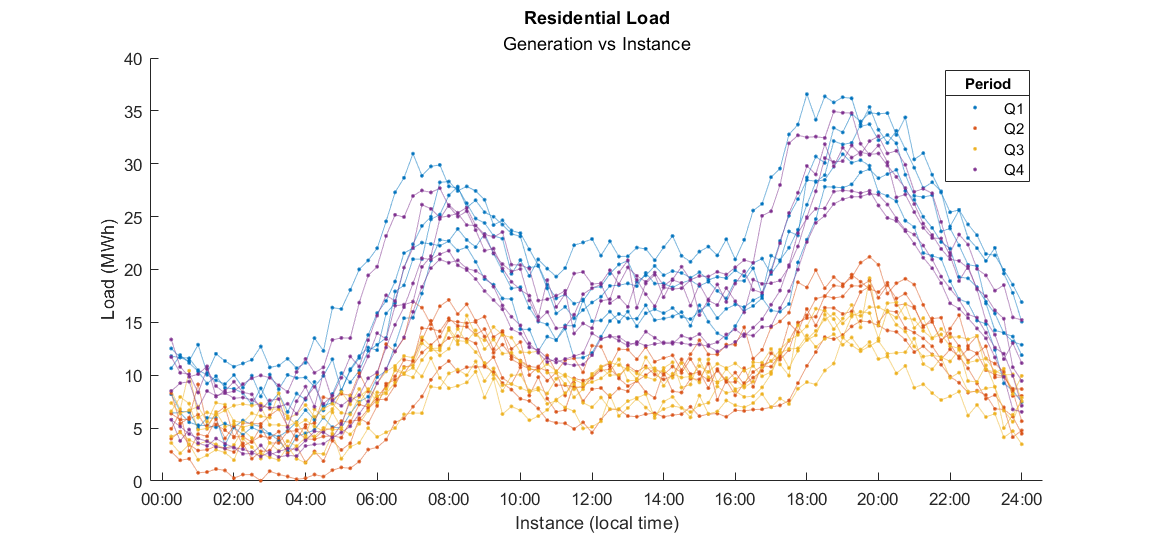 Residential Load
Generation vs Instance
Load (MWh)
40
35
30
25
20
15
10
5
0
00:00 02:00 04:00 06:00 08:00 10:00 12:00 14:00 16:00 18:00 20:00 22:00 24:00
Instance (local time)
Period
Q1
Q2
Q3
Q4